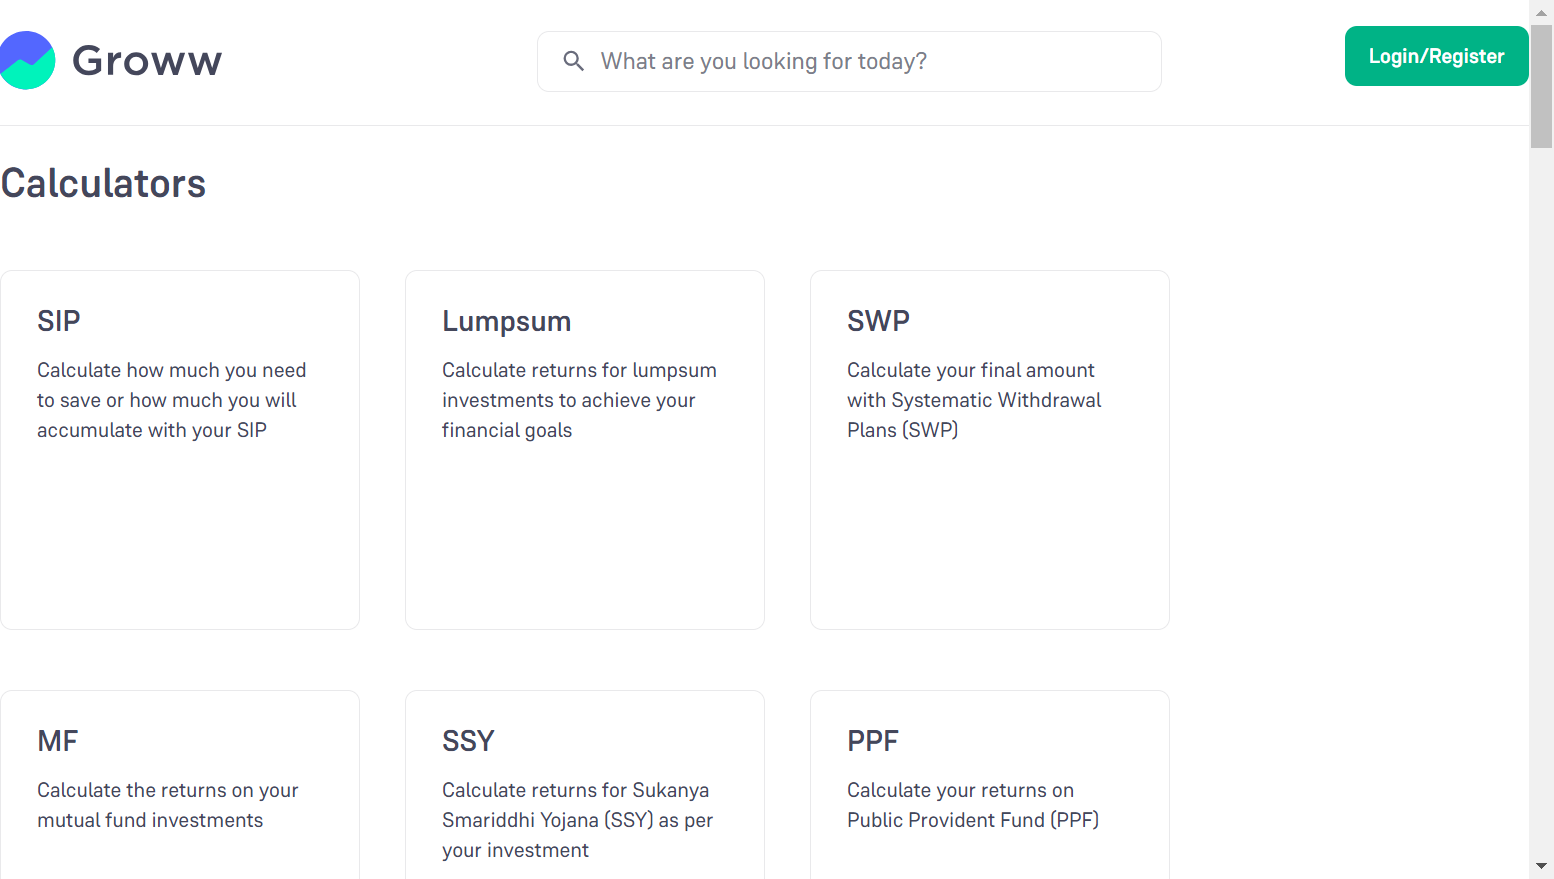 Groww
What are you looking for today?
Login/Register
Calculators
SIP
Calculate how much you need
to save or how much you will
accumulate with your SIP
Lumpsum
Calculate returns for lumpsum
investments to achieve your
financial goals
SWP
Calculate your final amount
with Systematic Withdrawal
Plans (SWP)
MF
Calculate the returns on your
mutual fund investments
SSY
Calculate returns for Sukanya
Smariddhi Yojana (SSY) as per
your investment
PPF
Calculate your returns on
Public Provident Fund (PPF)